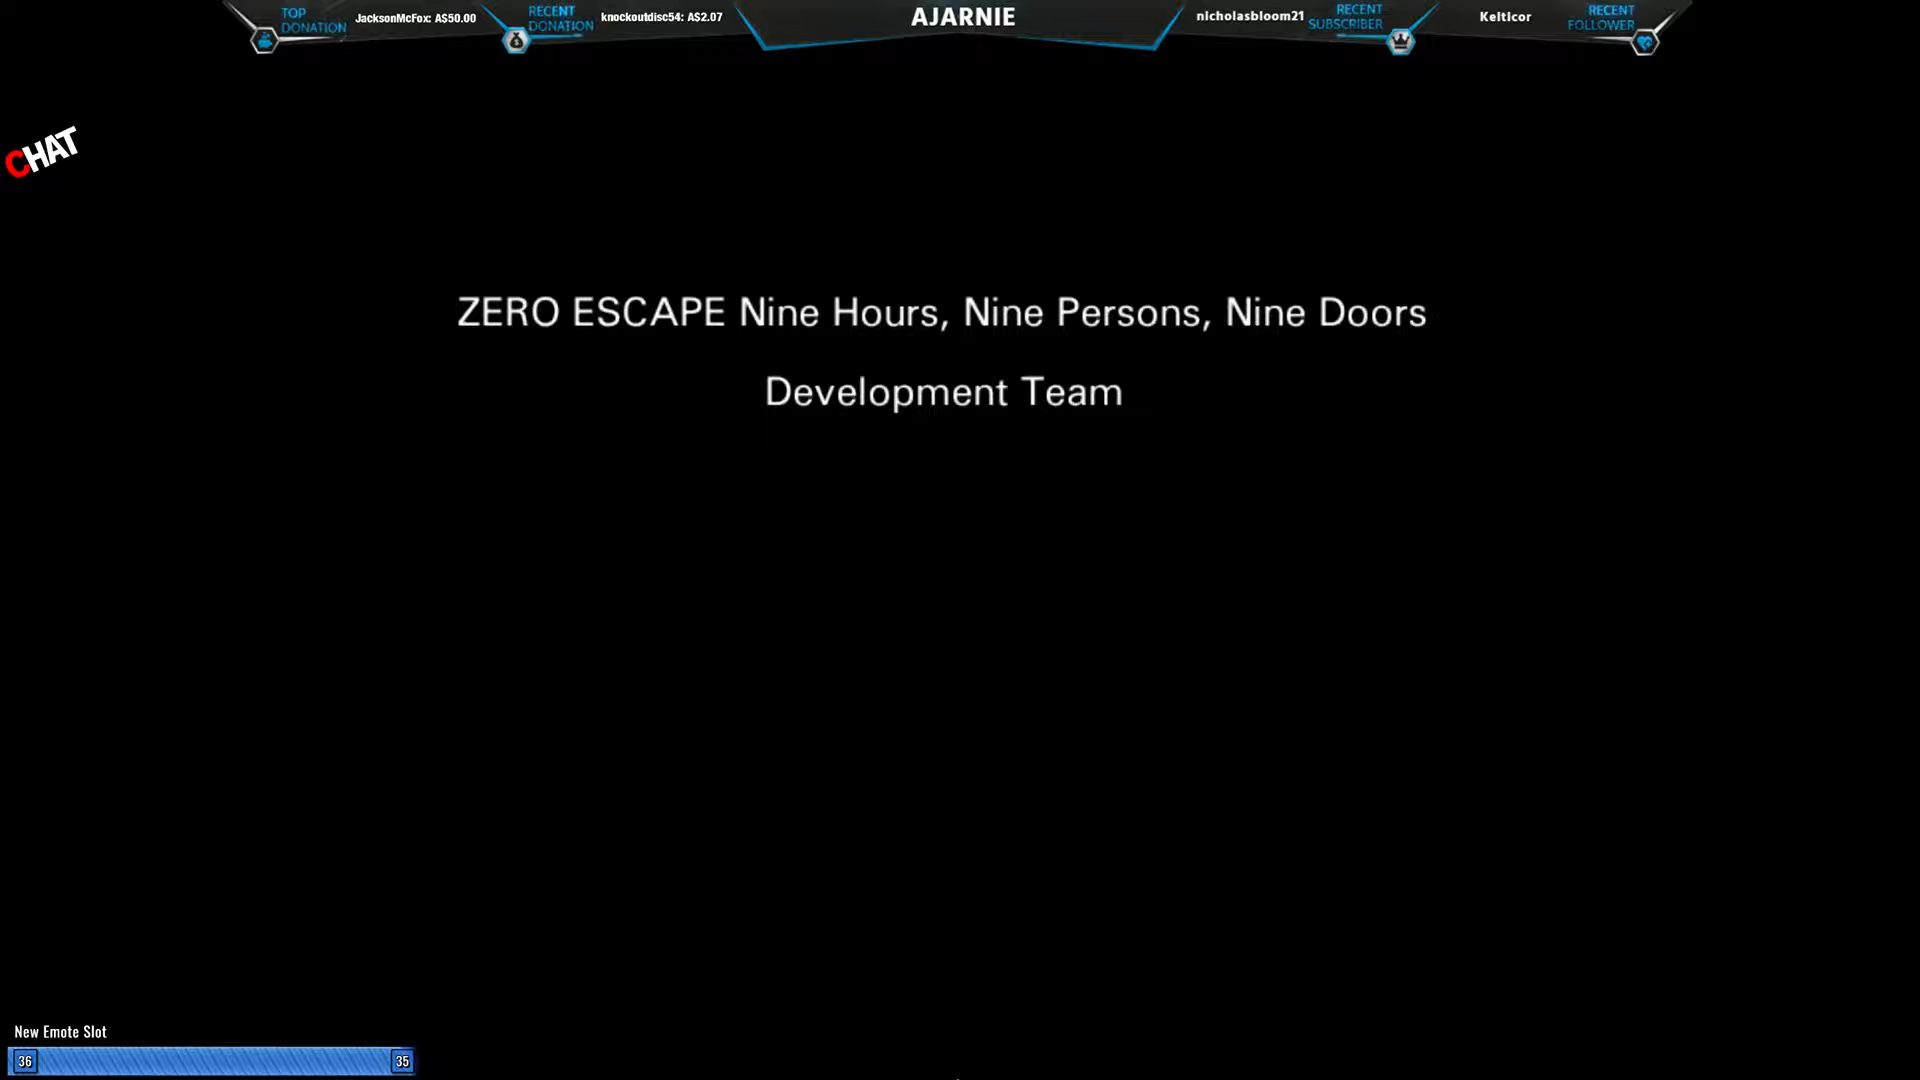 TOP
DONATION
JacksonMcFox: A$50.00
RECENT
DONATION
knockoutdisc54: A$2.07
AJARNIE
nicholasbloom21
RECENT
SUBSCRIBER
Kelticor
RECENT
FOLLOWER
CHAT
ZERO ESCAPE Nine Hours, Nine Persons, Nine Doors
Development Team
New Emote Slot
36
35